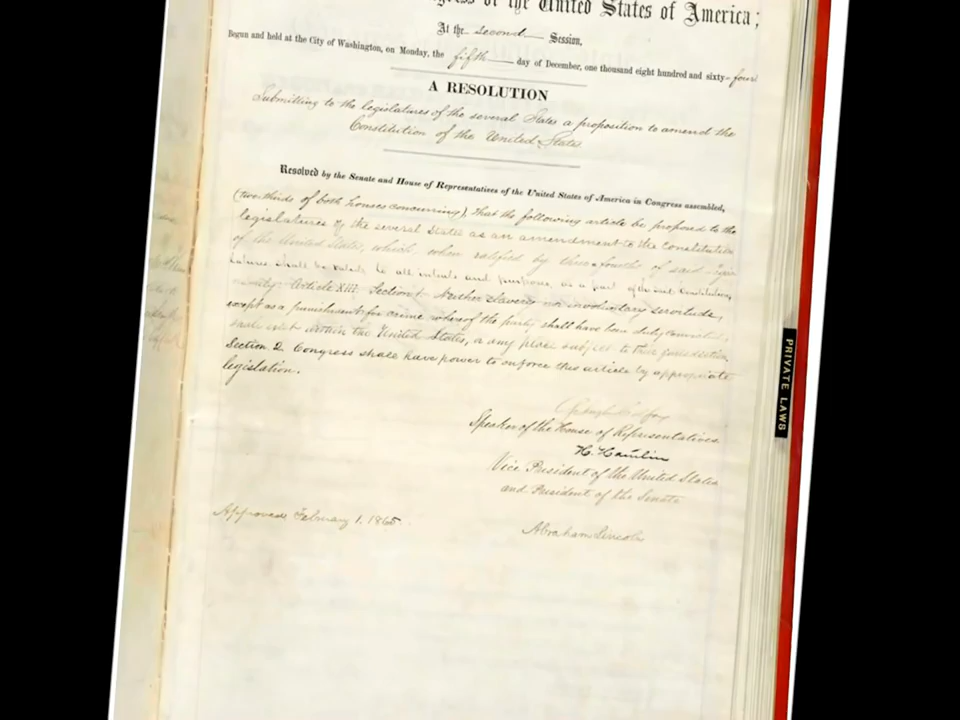 gress of the United States of America;
At the second Session,
Begun and held at the City of Washington, on Monday, the fifth day of December, one thousand eight hundred and sixty-four
A RESOLUTION
Submitting to the legislatures of the several States a proposition to amend the
Constitution of the United States
Resolved by the Senate and House of Representatives of the United States of America in Congress assembled,
(two-thirds of both houses concurring), That the following article be proposed to the
legislatures of the several States as an amendment to the Constitution
of the United States, which, when ratified by three-fourths of said Legis
latures shall be valid, to all intents and purposes, as a part of the said Constitution,
namely: Article XIII. Section 1. Neither slavery nor involuntary servitude,
except as a punishment for crime whereof the party shall have been duly convicted,
shall exist within the United States, or any place subject to their jurisdiction.
Section 2. Congress shall have power to enforce this article by appropriate
legislation.
Schuyler Colfax
Speaker of the House of Representatives.
H. Hamlin
Vice President of the United States
and President of the Senate
Approved, February 1, 1865.
Abraham Lincoln
PRIVATE LAWS